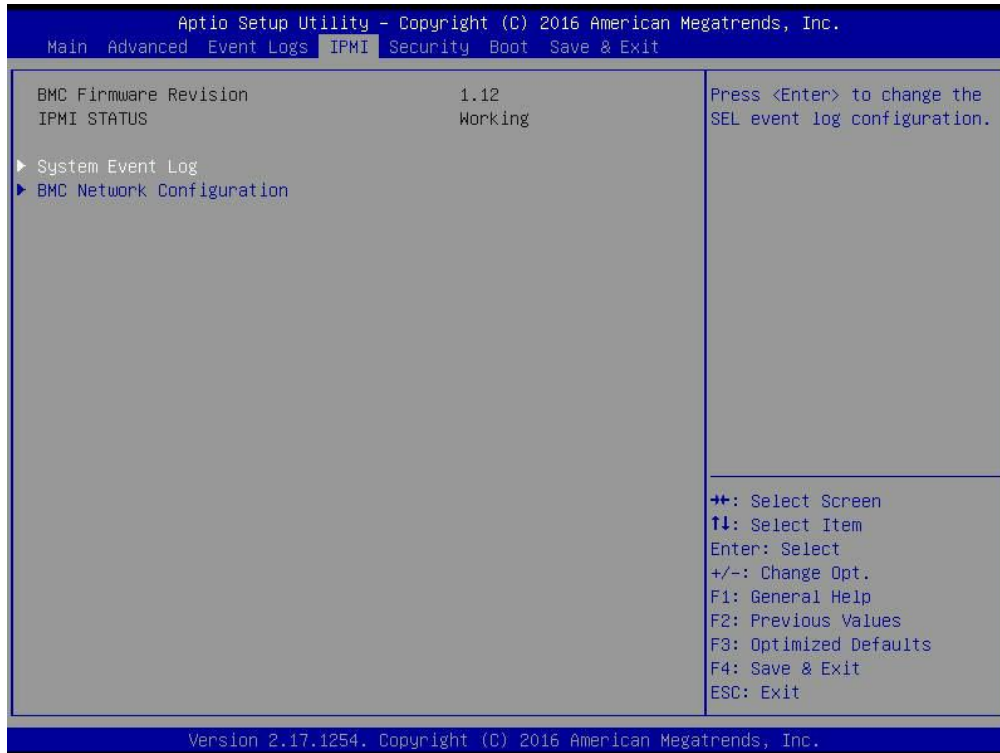 Aptio Setup Utility - Copyright (C) 2016 American Megatrends, Inc.
Main Advanced Event Logs IPMI Security Boot Save & Exit
BMC Firmware Revision 1.12
IPMI STATUS Working
System Event Log
BMC Network Configuration
Press <Enter> to change the
SEL event log configuration.
→←: Select Screen
↑↓: Select Item
Enter: Select
+/-: Change Opt.
F1: General Help
F2: Previous Values
F3: Optimized Defaults
F4: Save & Exit
ESC: Exit
Version 2.17.1254. Copyright (C) 2016 American Megatrends, Inc.